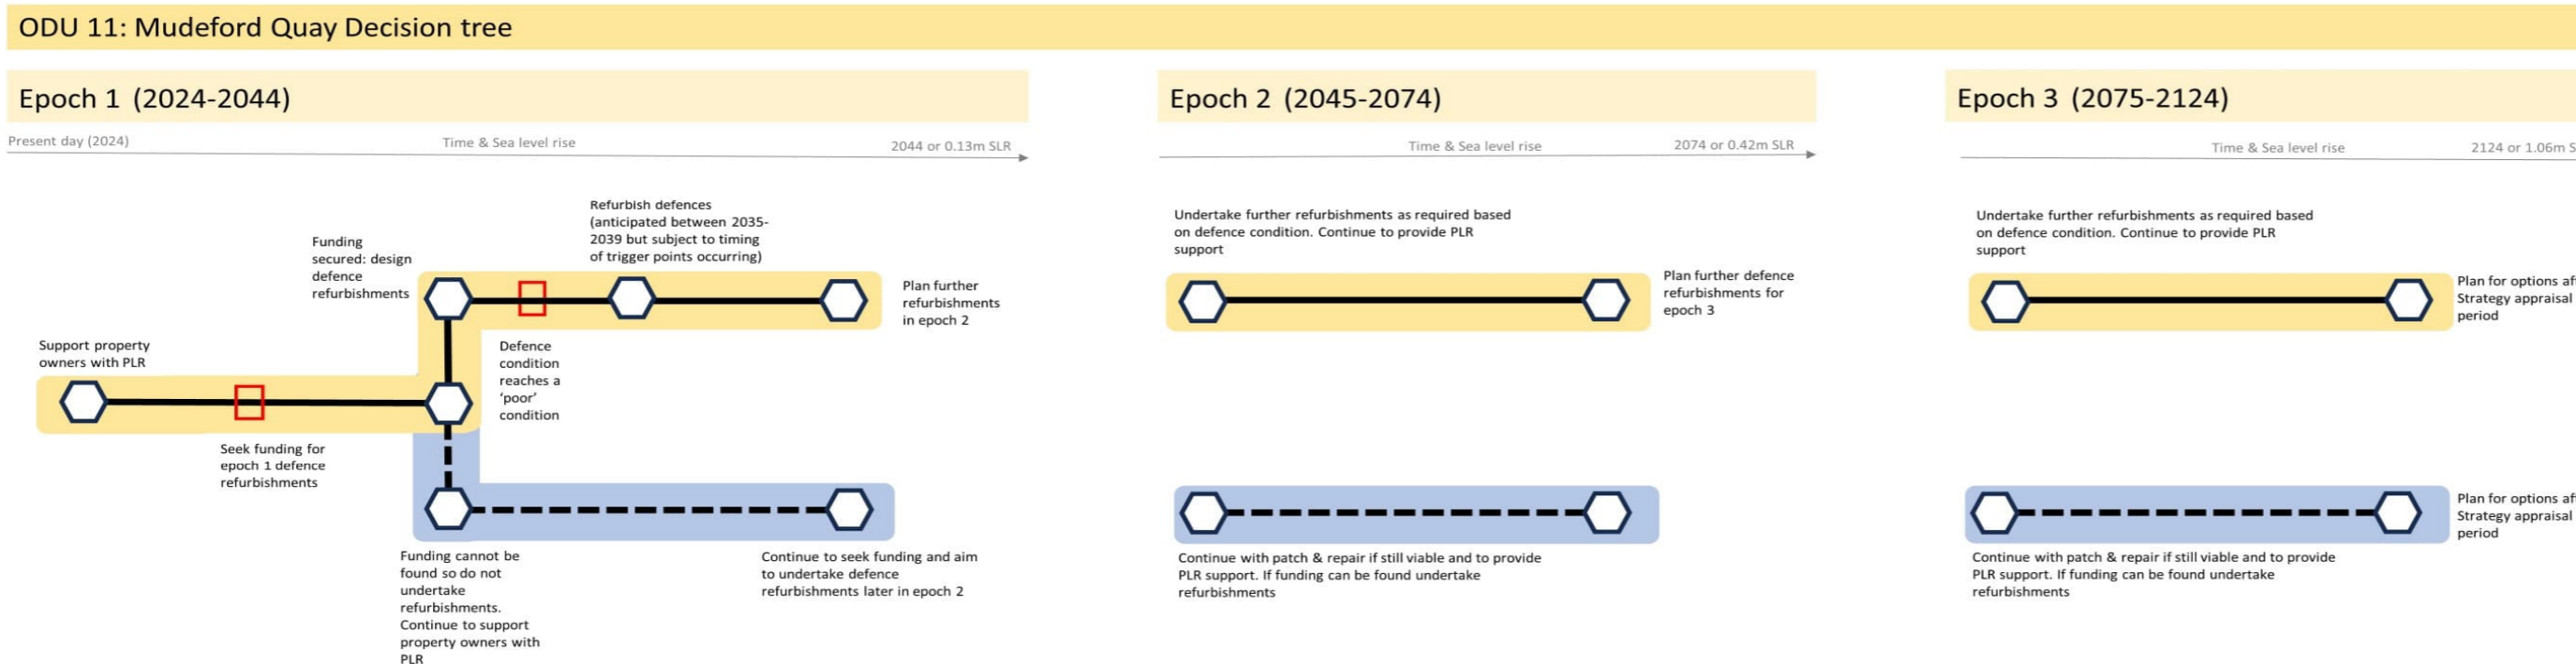 ODU 11: Mudeford Quay Decision tree
Epoch 1 (2024-2044)
Epoch 2 (2045-2074)
Epoch 3 (2075-2124)
Present day (2024)
Time & Sea level rise
2044 or 0.13m SLR
Time & Sea level rise
2074 or 0.42m SLR
Time & Sea level rise
2124 or 1.06m
Refurbish defences
(anticipated between 2035-
2039 but subject to timing
of trigger points occurring)
Funding
secured: design
defence
refurbishments
Plan further
refurbishments
in epoch 2
Support property
owners with PLR
Defence
condition
reaches a
‘poor’
condition
Seek funding for
epoch 1 defence
refurbishments
Funding cannot be
found so do not
undertake
refurbishments.
Continue to support
property owners with
PLR
Continue to seek funding and aim
to undertake defence
refurbishments later in epoch 2
Undertake further refurbishments as required based
on defence condition. Continue to provide PLR
support
Plan further defence
refurbishments for
epoch 3
Continue with patch & repair if still viable and to provide
PLR support. If funding can be found undertake
refurbishments
Undertake further refurbishments as required based
on defence condition. Continue to provide PLR
support
Plan for options
Strategy appraisal
period
Plan for options
Strategy appraisal
period
Continue with patch & repair if still viable and to provide
PLR support. If funding can be found undertake
refurbishments